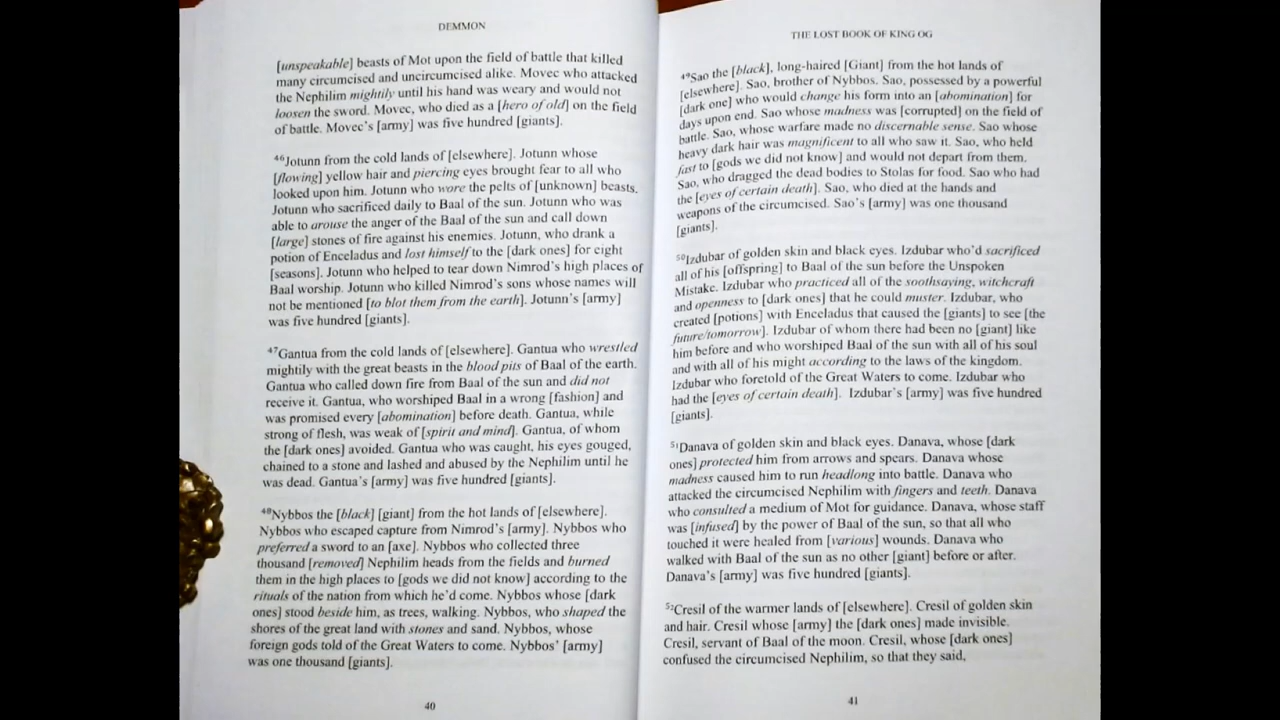 DEMMON
[unspeakable] beasts of Mot upon the field of battle that killed
many circumcised and uncircumcised alike. Movec who attacked
the Nephilim mightily until his hand was weary and would not
loosen the sword. Movec, who died as a [hero of old] on the field
of battle. Movec's [army] was five hundred [giants].
46Jotunn from the cold lands of [elsewhere]. Jotunn whose
[flowing] yellow hair and piercing eyes brought fear to all who
looked upon him. Jotunn who wore the pelts of [unknown] beasts.
Jotunn who sacrificed daily to Baal of the sun. Jotunn who was
able to arouse the anger of the Baal of the sun and call down
[large] stones of fire against his enemies. Jotunn, who drank a
potion of Enceladus and lost himself to the [dark ones] for eight
[seasons]. Jotunn who helped to tear down Nimrod's high places of
Baal worship. Jotunn who killed Nimrod's sons whose names will
not be mentioned [to blot them from the earth]. Jotunn's [army]
was five hundred [giants].
47Gantua from the cold lands of [elsewhere]. Gantua who wrestled
mightily with the great beasts in the blood pits of Baal of the earth.
Gantua who called down fire from Baal of the sun and did not
receive it. Gantua, who worshiped Baal in a wrong [fashion] and
was promised every [abomination] before death. Gantua, while
strong of flesh, was weak of [spirit and mind]. Gantua, of whom
the [dark ones] avoided. Gantua who was caught, his eyes gouged,
chained to a stone and lashed and abused by the Nephilim until he
was dead. Gantua's [army] was five hundred [giants].
48Nybbos the [black] [giant] from the hot lands of [elsewhere].
Nybbos who escaped capture from Nimrod's [army]. Nybbos who
preferred a sword to an [axe]. Nybbos who collected three
thousand [removed] Nephilim heads from the fields and burned
them in the high places to [gods we did not know] according to the
rituals of the nation from which he'd come. Nybbos whose [dark
ones] stood beside him, as trees, walking. Nybbos, who shaped the
shores of the great land with stones and sand. Nybbos, whose
foreign gods told of the Great Waters to come. Nybbos' [army]
was one thousand [giants].
40
THE LOST BOOK OF KING OG
49Sao the [black], long-haired [Giant] from the hot lands of
[elsewhere]. Sao, brother of Nybbos. Sao, possessed by a powerful
[dark one] who would change his form into an [abomination] for
days upon end. Sao whose madness was [corrupted] on the field of
battle. Sao, whose warfare made no discernable sense. Sao whose
heavy dark hair was magnificent to all who saw it. Sao, who held
fast to [gods we did not know] and would not depart from them.
Sao, who dragged the dead bodies to Stolas for food. Sao who had
the [eyes of certain death]. Sao, who died at the hands and
weapons of the circumcised. Sao's [army] was one thousand
[giants].
50Izdubar of golden skin and black eyes. Izdubar who'd sacrificed
all of his [offspring] to Baal of the sun before the Unspoken
Mistake. Izdubar who practiced all of the soothsaying, witchcraft
and openness to [dark ones] that he could muster. Izdubar, who
created [potions] with Enceladus that caused the [giants] to see [the
future/tomorrow]. Izdubar of whom there had been no [giant] like
him before and who worshiped Baal of the sun with all of his soul
and with all of his might according to the laws of the kingdom.
Izdubar who foretold of the Great Waters to come. Izdubar who
had the [eyes of certain death]. Izdubar's [army] was five hundred
[giants].
51Danava of golden skin and black eyes. Danava, whose [dark
ones] protected him from arrows and spears. Danava whose
madness caused him to run headlong into battle. Danava who
attacked the circumcised Nephilim with fingers and teeth. Danava
who consulted a medium of Mot for guidance. Danava, whose staff
was [infused] by the power of Baal of the sun, so that all who
touched it were healed from [various] wounds. Danava who
walked with Baal of the sun as no other [giant] before or after.
Danava's [army] was five hundred [giants].
52Cresil of the warmer lands of [elsewhere]. Cresil of golden skin
and hair. Cresil whose [army] the [dark ones] made invisible.
Cresil, servant of Baal of the moon. Cresil, whose [dark ones]
confused the circumcised Nephilim, so that they said,
41